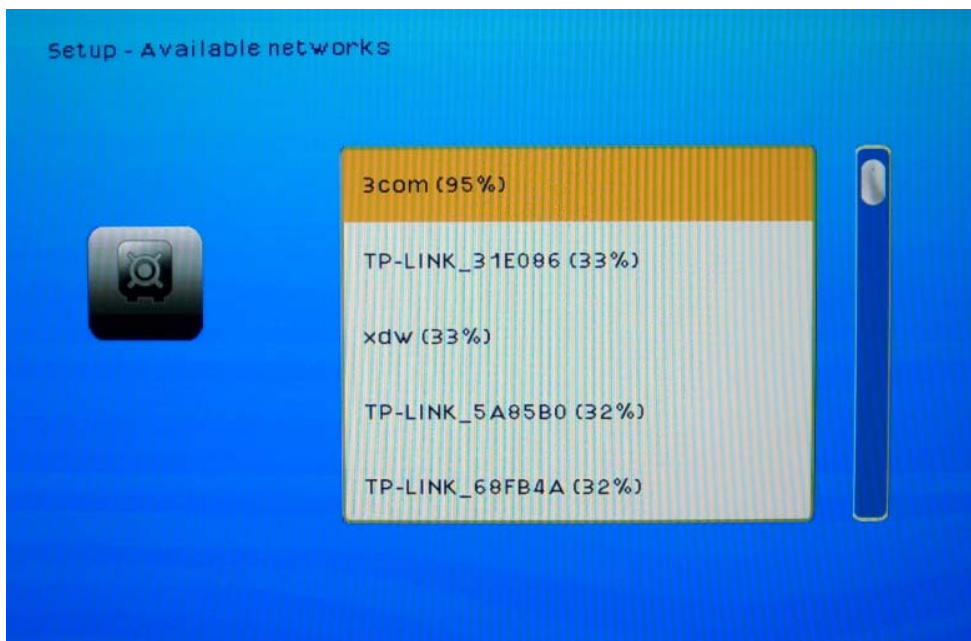 Setup - Available networks
3com (95%)
TP-LINK_31E086 (33%)
xdw (33%)
TP-LINK_5A85B0 (32%)
TP-LINK_68FB4A (32%)